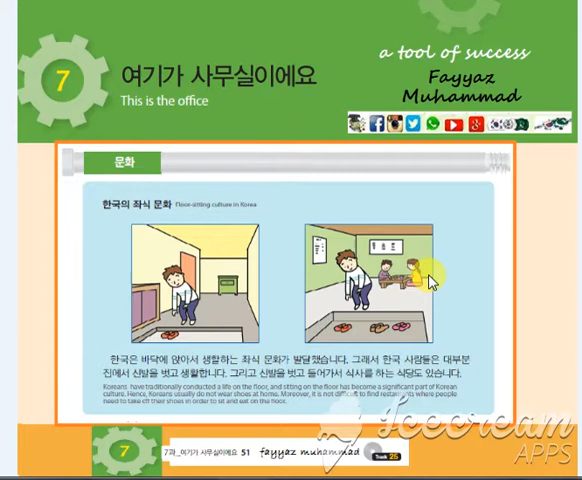 7
여기가 사무실이에요
This is the office
a tool of success
Fayyaz
Muhammad
문화
한국의 좌식 문화 Floor-sitting culture in Korea
한국은 바닥에 앉아서 생활하는 좌식 문화가 발달했습니다. 그래서 한국 사람들은 대부분
집에서 신발을 벗고 생활합니다. 그리고 신발을 벗고 들어가서 식사를 하는 식당도 있습니다.
Koreans have traditionally conducted a life on the floor, and sitting on the floor has become a significant part of Korean
culture. Hence, Koreans usually do not wear shoes at home. Moreover, it is not difficult to find restaurants where people
need to take off their shoes in order to sit and eat on the floor.
7
7과_여기가 사무실이에요 51
fayyaz muhammad
Track 25
Icecream
APPS